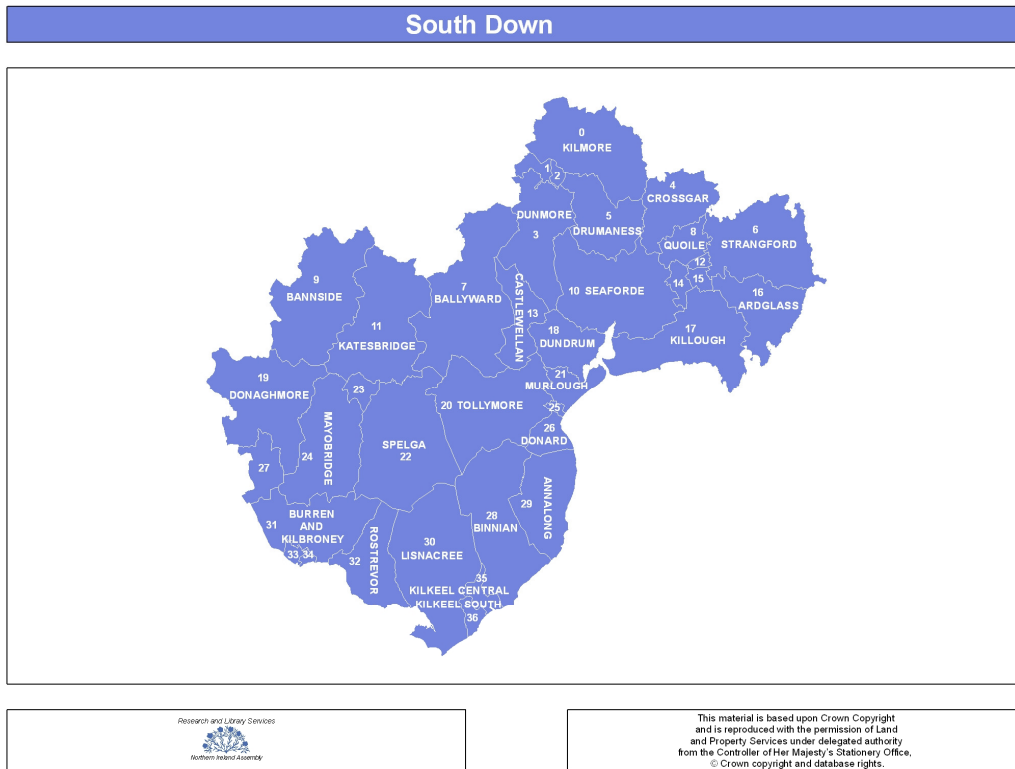 South Down
0
KILMORE
1
2
4
CROSSGAR
DUNMORE
3
5
DRUMANESS
8
QUOILE
6
STRANGFORD
12
9
BANNSIDE
7
BALLYWARD
CASTLEWELLAN
10 SEAFORDE
14
15
16
ARDGLASS
13
11
KATESBRIDGE
18
DUNDRUM
17
KILLOUGH
19
DONAGHMORE
23
21
MURLOUGH
20 TOLLYMORE
25
26
DONARD
MAYOBRIDGE
24
SPELGA
22
27
ANNALONG
29
28
BINNIAN
31
BURREN
AND
KILBRONEY
33
34
32
ROSTREVOR
30
LISNACREE
35
KILKEEL CENTRAL
KILKEEL SOUTH
36
Research and Library Services
Northern Ireland Assembly
This material is based upon Crown Copyright
and is reproduced with the permission of Land
and Property Services under delegated authority
from the Controller of Her Majesty's Stationery Office,
© Crown copyright and database rights.